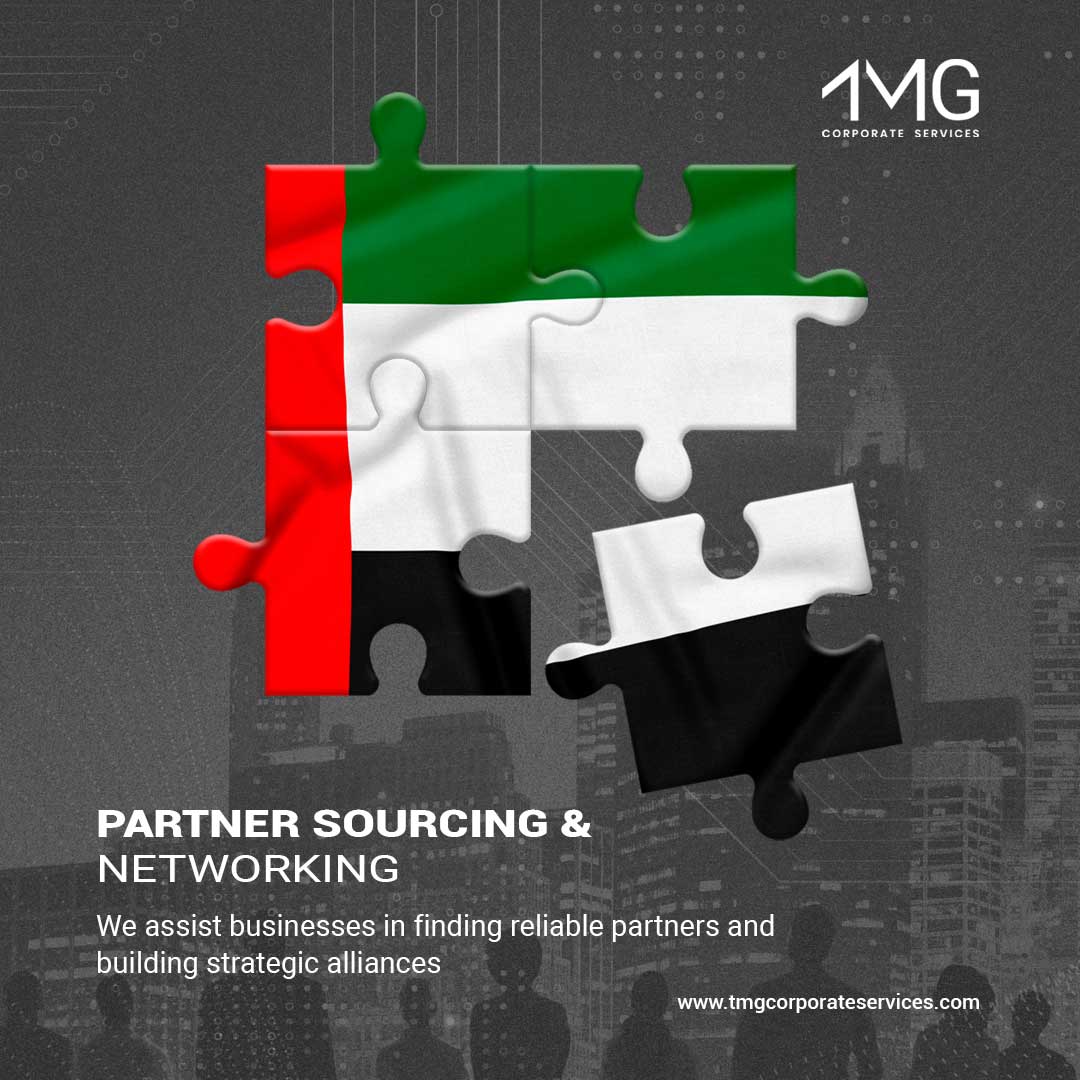 TMG
CORPORATE SERVICES
PARTNER SOURCING &
NETWORKING
We assist businesses in finding reliable partners and
building strategic alliances
www.tmgcorporateservices.com